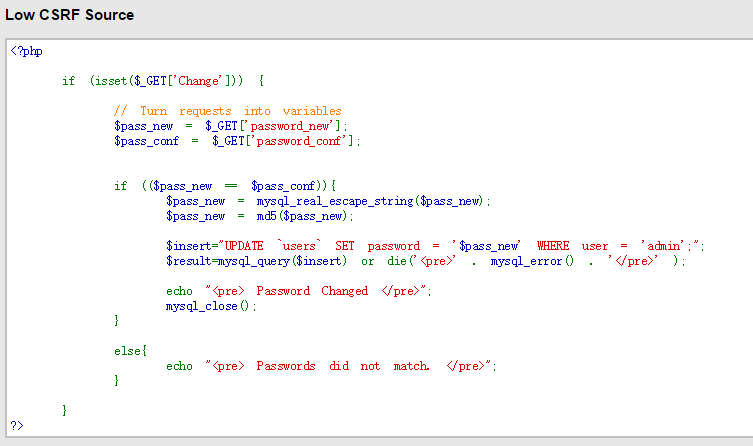 Low CSRF Source
<?php
if (isset($_GET['Change'])) {
// Turn requests into variables
$pass_new = $_GET['password_new'];
$pass_conf = $_GET['password_conf'];
if (($pass_new == $pass_conf)){
$pass_new = mysql_real_escape_string($pass_new);
$pass_new = md5($pass_new);
$insert="UPDATE `users` SET password = '$pass_new' WHERE user = 'admin';";
$result=mysql_query($insert) or die('<pre>' . mysql_error() . '</pre>' );
echo "<pre> Password Changed </pre>";
mysql_close();
}
else{
echo "<pre> Passwords did not match. </pre>";
}
}
?>